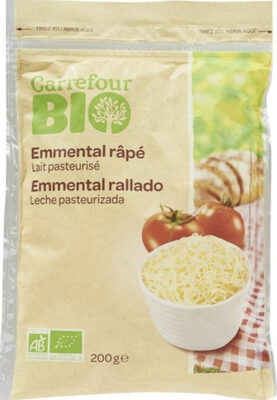 TIREZ ICI / ABRIR AQUI
TIREZ ICI / ABRIR AQUI
Carrefour
BIO
Emmental râpé
Lait pasteurisé
Emmental rallado
Leche pasteurizada
AB
200g℮